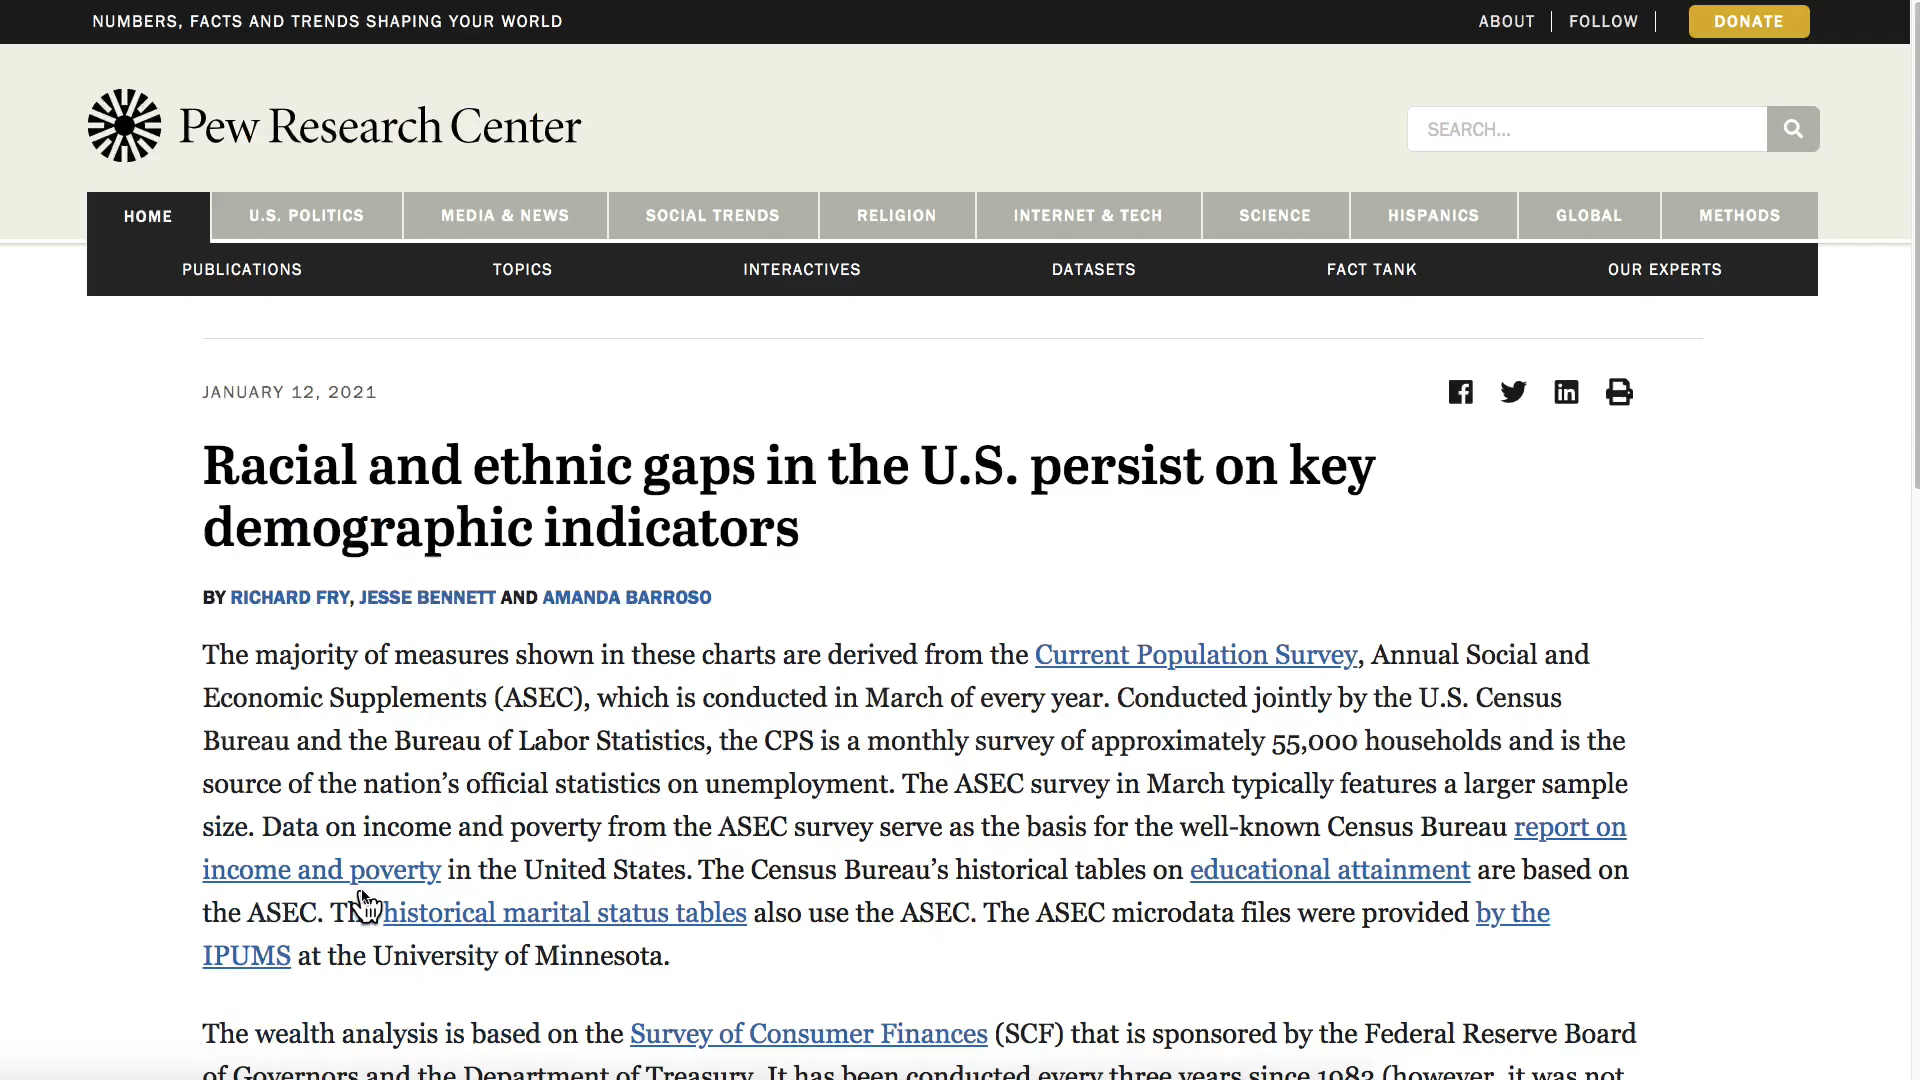 NUMBERS, FACTS AND TRENDS SHAPING YOUR WORLD
ABOUT
FOLLOW
DONATE
Pew Research Center
SEARCH...
HOME
U.S. POLITICS
MEDIA & NEWS
SOCIAL TRENDS
RELIGION
INTERNET & TECH
SCIENCE
HISPANICS
GLOBAL
METHODS
PUBLICATIONS
TOPICS
INTERACTIVES
DATASETS
FACT TANK
OUR EXPERTS
JANUARY 12, 2021
Racial and ethnic gaps in the U.S. persist on key
demographic indicators
BY RICHARD FRY, JESSE BENNETT AND AMANDA BARROSO
The majority of measures shown in these charts are derived from the Current Population Survey, Annual Social and
Economic Supplements (ASEC), which is conducted in March of every year. Conducted jointly by the U.S. Census
Bureau and the Bureau of Labor Statistics, the CPS is a monthly survey of approximately 55,000 households and is the
source of the nation’s official statistics on unemployment. The ASEC survey in March typically features a larger sample
size. Data on income and poverty from the ASEC survey serve as the basis for the well-known Census Bureau report on
income and poverty in the United States. The Census Bureau’s historical tables on educational attainment are based on
the ASEC. The historical marital status tables also use the ASEC. The ASEC microdata files were provided by the
IPUMS at the University of Minnesota.
The wealth analysis is based on the Survey of Consumer Finances (SCF) that is sponsored by the Federal Reserve Board
of Governors and the Department of Treasury. It has been conducted every three years since 1983 (however, it was not